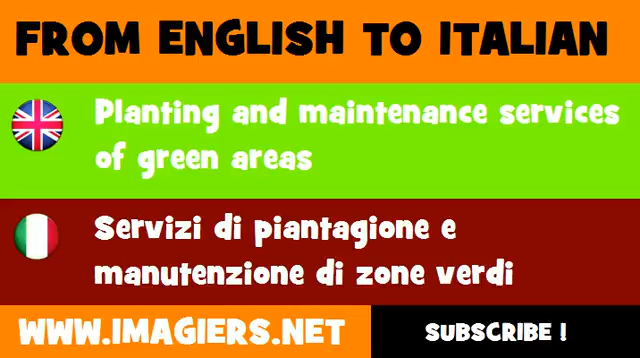 FROM ENGLISH TO ITALIAN
Planting and maintenance services
of green areas
Servizi di piantagione e
manutenzione di zone verdi
WWW.IMAGIERS.NET
SUBSCRIBE !